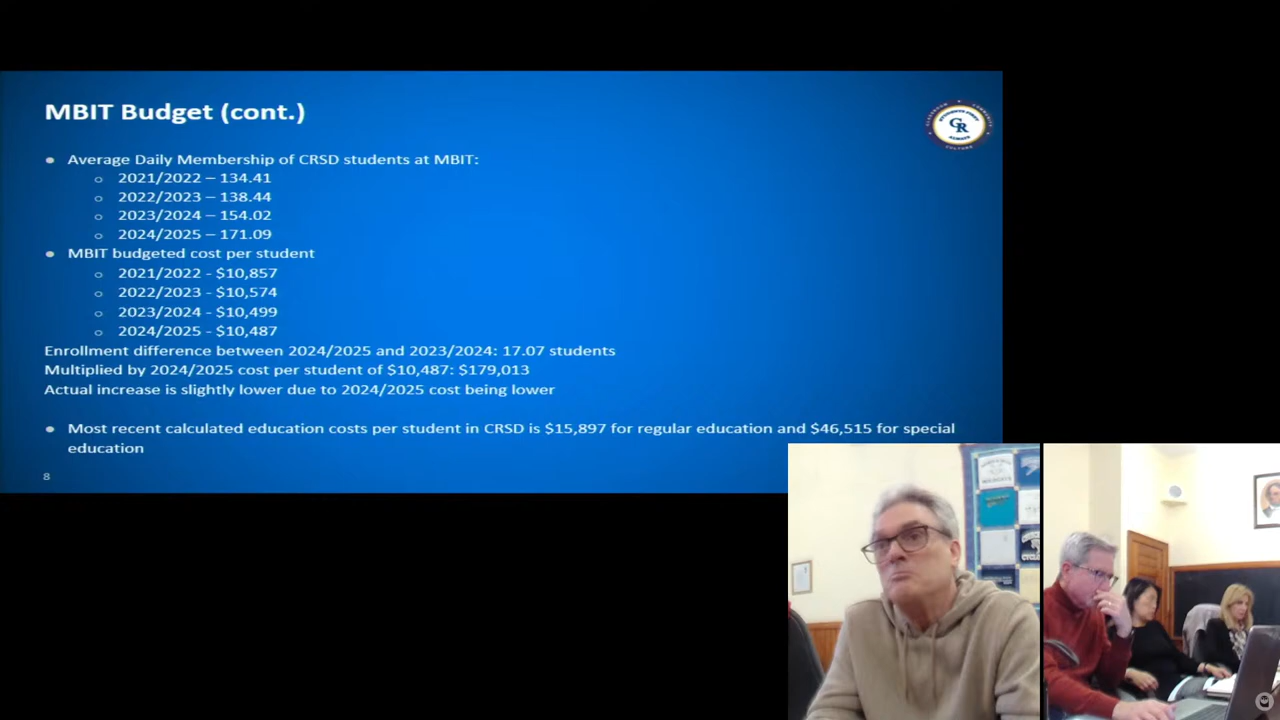 MBIT Budget (cont.)
● Average Daily Membership of CRSD students at MBIT:
○ 2021/2022 – 134.41
○ 2022/2023 – 138.44
○ 2023/2024 – 154.02
○ 2024/2025 – 171.09
● MBIT budgeted cost per student
○ 2021/2022 - $10,857
○ 2022/2023 - $10,574
○ 2023/2024 - $10,499
○ 2024/2025 - $10,487
Enrollment difference between 2024/2025 and 2023/2024: 17.07 students
Multiplied by 2024/2025 cost per student of $10,487: $179,013
Actual increase is slightly lower due to 2024/2025 cost being lower
● Most recent calculated education costs per student in CRSD is $15,897 for regular education and $46,515 for special
education
8
CR